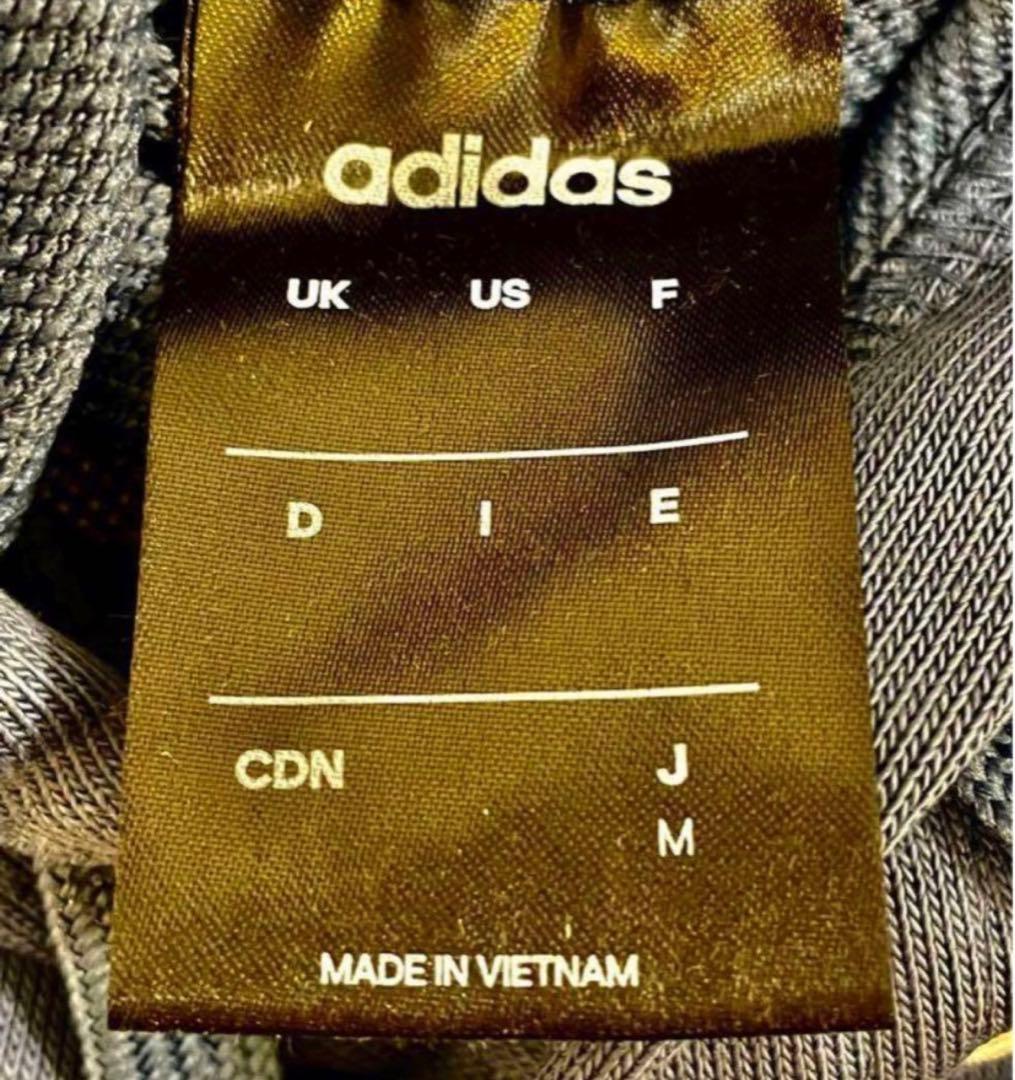 adidas
UK US F
D I E
CDN J
M
MADE IN VIETNAM